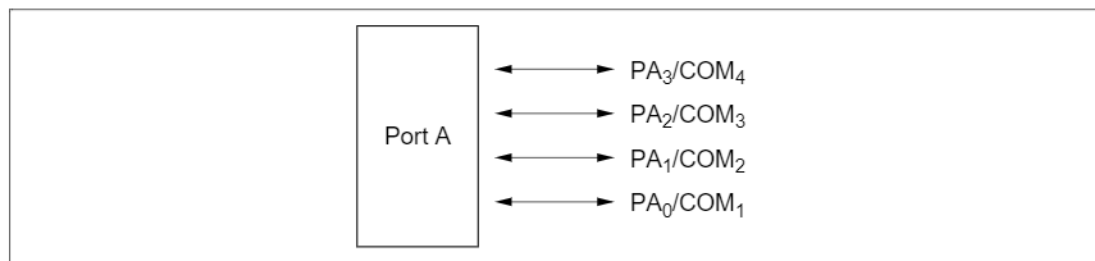 PA₃/COM₄
PA₂/COM₃
Port A
PA₁/COM₂
PA₀/COM₁